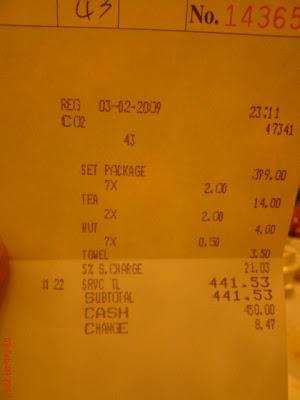 43
No. 14365
REG 03-02-2009 23:11
C02 47341
43
SET PACKAGE 399.00
7X 2.00
TEA 14.00
2X 2.00
NUT 4.00
7X 0.50
TOWEL 3.50
5% S.CHARGE 21.03
22 SRVC TL 441.53
SUBTOTAL 441.53
CASH 450.00
CHANGE 8.47